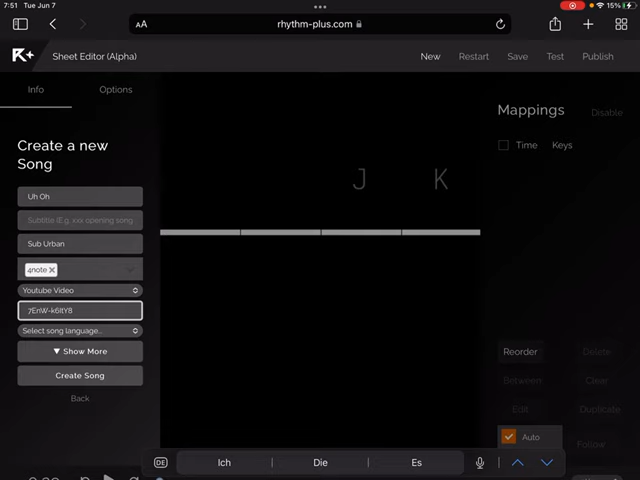 7:51 Tue Jun 7
15%
AA rhythm-plus.com
R+ Sheet Editor (Alpha) New Restart Save Test Publish
Info Options
Mappings Disable
Time Keys
Create a new
Song
Uh Oh
Subtitle (E.g. xxx opening song
Sub Urban
4note
Youtube Video
7EnW-k6ItY8
Select song language...
▼ Show More
Create Song
Back
J K
Reorder Delete
Between Clear
Edit Duplicate
Auto Follow
DE Ich Die Es